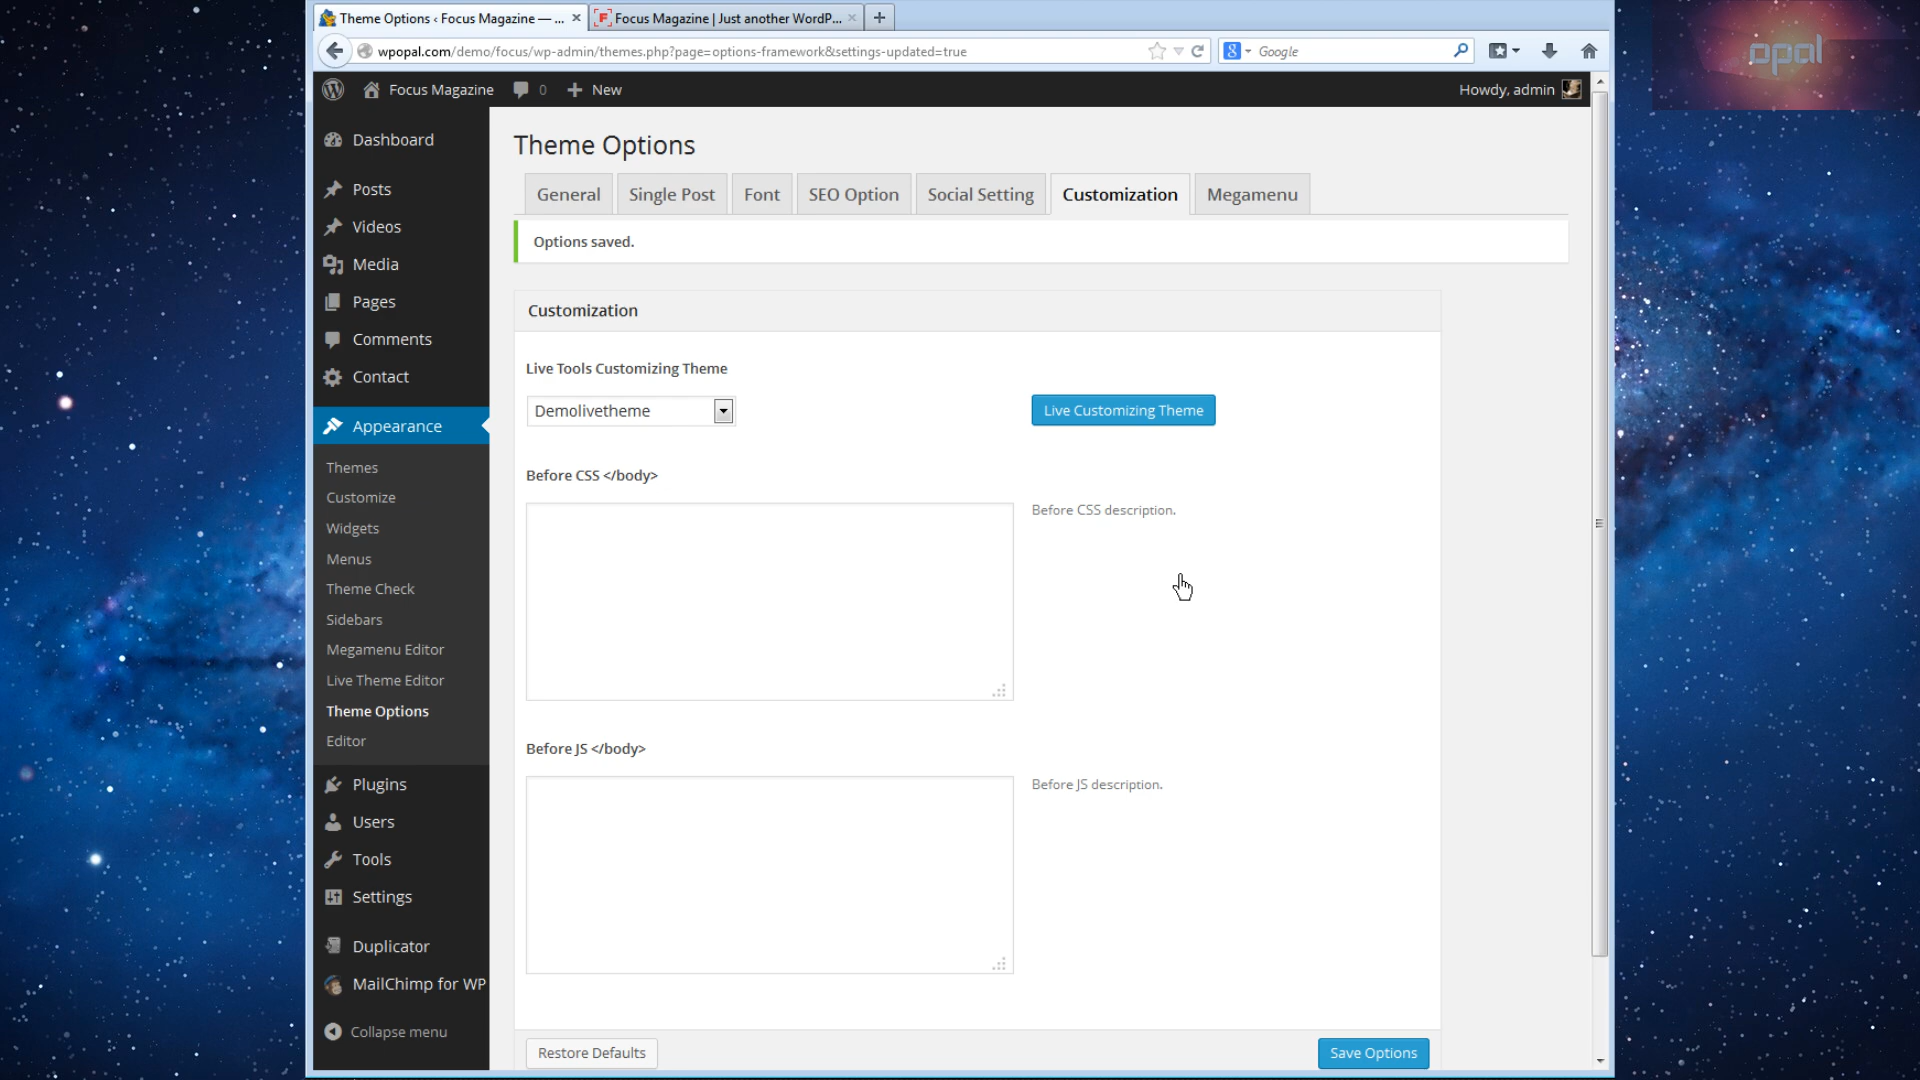 Theme Options ‹ Focus Magazine — ...
Focus Magazine | Just another WordP...
opal
wpopal.com/demo/focus/wp-admin/themes.php?page=options-framework&settings-updated=true
Google
Focus Magazine
0
New
Howdy, admin
Dashboard
Posts
Videos
Media
Pages
Comments
Contact
Appearance
Themes
Customize
Widgets
Menus
Theme Check
Sidebars
Megamenu Editor
Live Theme Editor
Theme Options
Editor
Plugins
Users
Tools
Settings
Duplicator
MailChimp for WP
Collapse menu
Theme Options
General
Single Post
Font
SEO Option
Social Setting
Customization
Megamenu
Options saved.
Customization
Live Tools Customizing Theme
Demolivetheme
Live Customizing Theme
Before CSS </body>
Before CSS description.
Before JS </body>
Before JS description.
Restore Defaults
Save Options